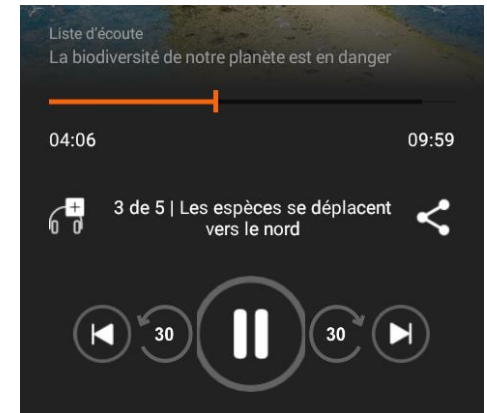 Liste d'écoute
La biodiversité de notre planète est en danger
04:06
09:59
3 de 5 | Les espèces se déplacent
vers le nord
30
30